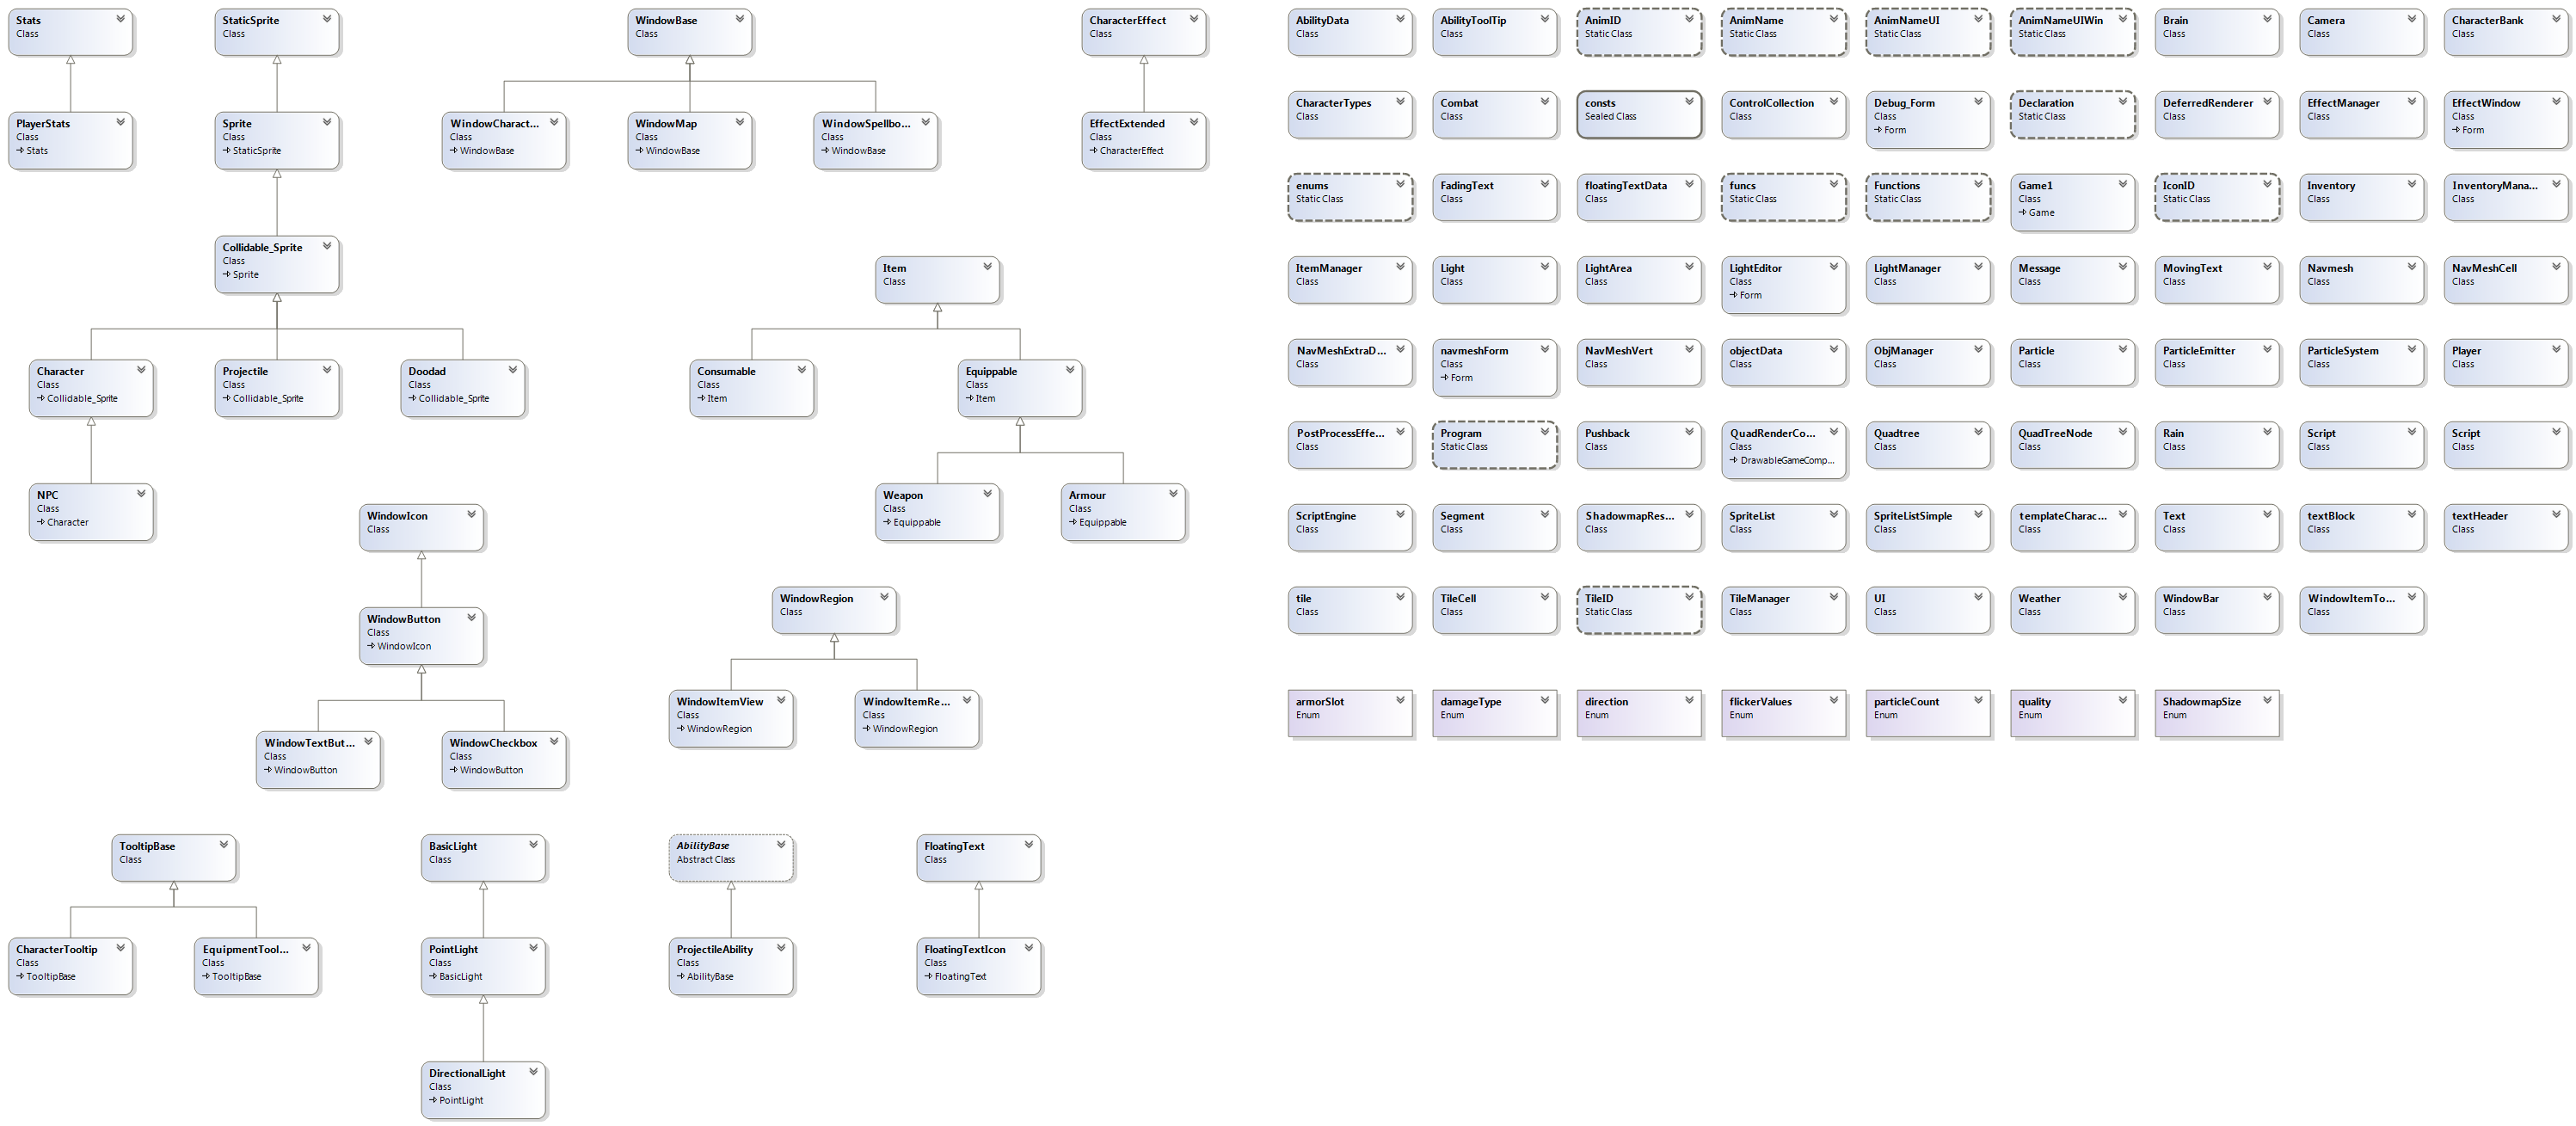 Stats
Class
StaticSprite
Class
WindowBase
Class
CharacterEffect
Class
PlayerStats
Class
Stats
Sprite
Class
StaticSprite
WindowCharact...
Class
WindowBase
WindowMap
Class
WindowBase
WindowSpellbo...
Class
WindowBase
EffectExtended
Class
CharacterEffect
Collidable_Sprite
Class
Sprite
Item
Class
Character
Class
Collidable_Sprite
Projectile
Class
Collidable_Sprite
Doodad
Class
Collidable_Sprite
Consumable
Class
Item
Equippable
Class
Item
NPC
Class
Character
WindowIcon
Class
Weapon
Class
Equippable
Armour
Class
Equippable
WindowButton
Class
WindowIcon
WindowRegion
Class
WindowTextBut...
Class
WindowButton
WindowCheckbox
Class
WindowButton
WindowItemView
Class
WindowRegion
WindowItemRe...
Class
WindowRegion
TooltipBase
Class
BasicLight
Class
AbilityBase
Abstract Class
FloatingText
Class
CharacterTooltip
Class
TooltipBase
EquipmentTool...
Class
TooltipBase
PointLight
Class
BasicLight
ProjectileAbility
Class
AbilityBase
FloatingTextIcon
Class
FloatingText
DirectionalLight
Class
PointLight
AbilityData
Class
AbilityToolTip
Class
AnimID
Static Class
AnimName
Static Class
AnimNameUI
Static Class
AnimNameUIWin
Static Class
Brain
Class
Camera
Class
CharacterBank
Class
CharacterTypes
Class
Combat
Class
consts
Sealed Class
ControlCollection
Class
Debug_Form
Class
Form
Declaration
Static Class
DeferredRenderer
Class
EffectManager
Class
EffectWindow
Class
Form
enums
Static Class
FadingText
Class
floatingTextData
Class
funcs
Static Class
Functions
Static Class
Game1
Class
Game
IconID
Static Class
Inventory
Class
InventoryMana...
Class
ItemManager
Class
Light
Class
LightArea
Class
LightEditor
Class
Form
LightManager
Class
Message
Class
MovingText
Class
Navmesh
Class
NavMeshCell
Class
NavMeshExtraD...
Class
navmeshForm
Class
Form
NavMeshVert
Class
objectData
Class
ObjManager
Class
Particle
Class
ParticleEmitter
Class
ParticleSystem
Class
Player
Class
PostProcessEffe...
Class
Program
Static Class
Pushback
Class
QuadRenderCo...
Class
DrawableGameComp...
Quadtree
Class
QuadTreeNode
Class
Rain
Class
Script
Class
Script
Class
ScriptEngine
Class
Segment
Class
ShadowmapRes...
Class
SpriteList
Class
SpriteListSimple
Class
templateCharac...
Class
Text
Class
textBlock
Class
textHeader
Class
tile
Class
TileCell
Class
TileID
Static Class
TileManager
Class
UI
Class
Weather
Class
WindowBar
Class
WindowItemTo...
Class
armorSlot
Enum
damageType
Enum
direction
Enum
flickerValues
Enum
particleCount
Enum
quality
Enum
ShadowmapSize
Enum